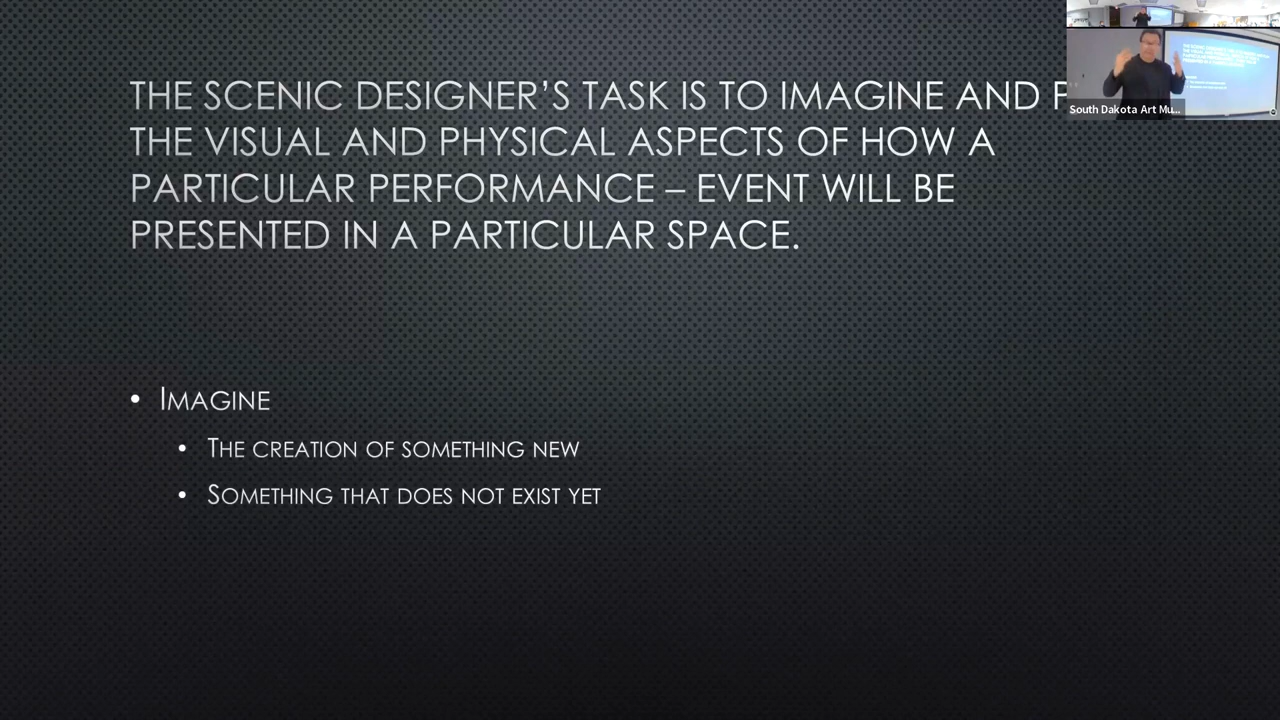 THE SCENIC DESIGNER’S TASK IS TO IMAGINE AND
THE VISUAL AND PHYSICAL ASPECTS OF HOW A
PARTICULAR PERFORMANCE – EVENT WILL BE
PRESENTED IN A PARTICULAR SPACE.
South Dakota Art Mu...
• IMAGINE
• THE CREATION OF SOMETHING NEW
• SOMETHING THAT DOES NOT EXIST YET